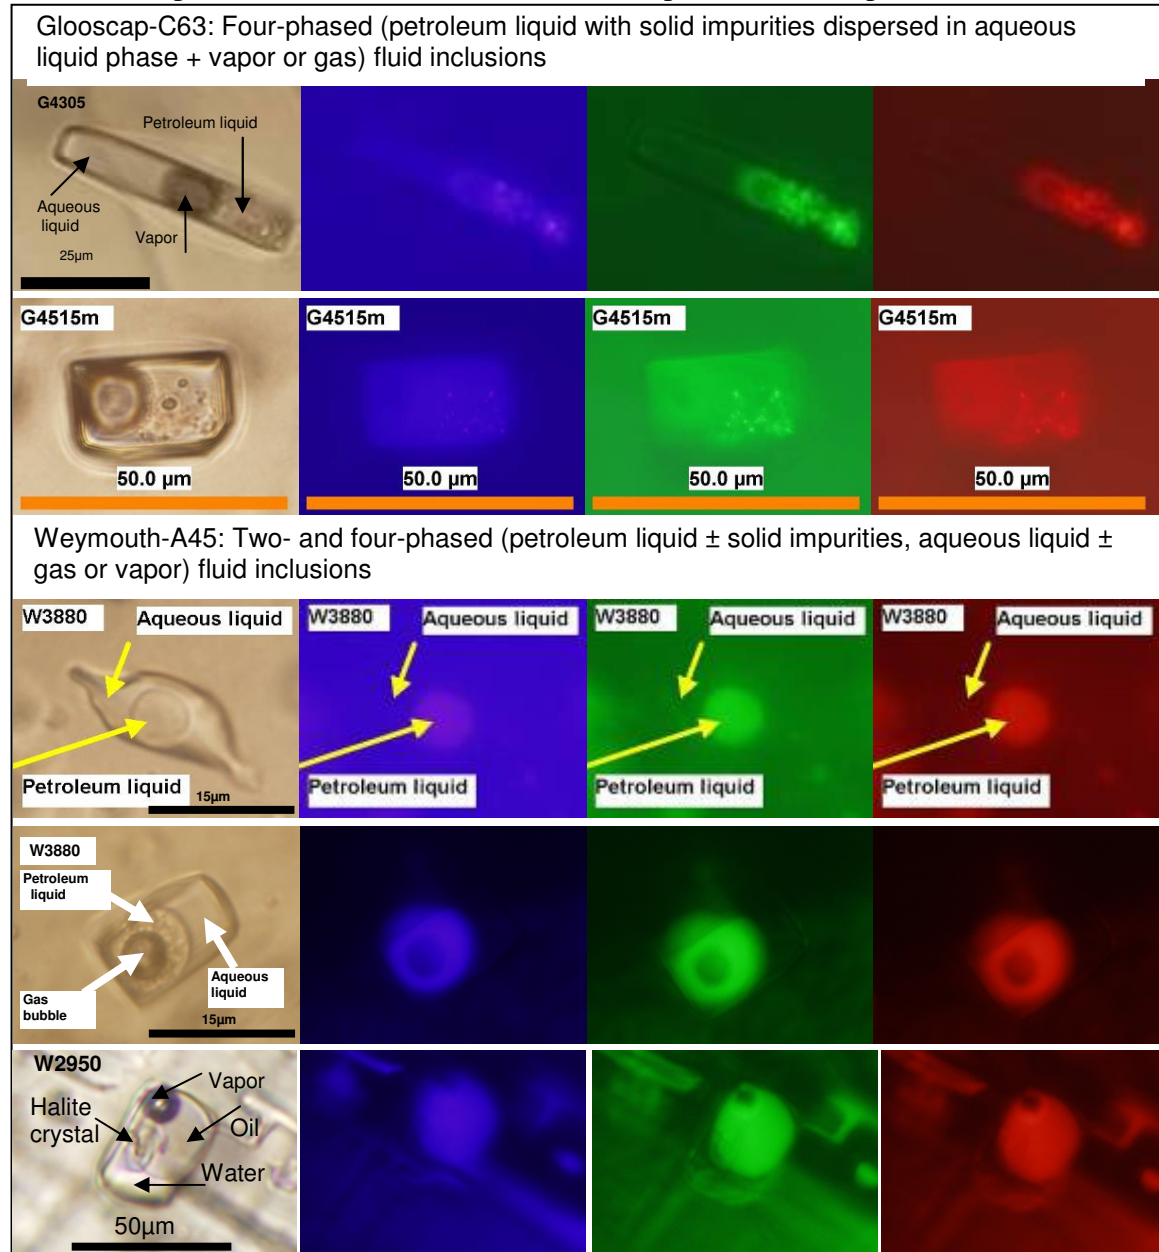 Glooscap-C63: Four-phased (petroleum liquid with solid impurities dispersed in aqueous
liquid phase + vapor or gas) fluid inclusions
G4305
Petroleum liquid
Aqueous
liquid
Vapor
25µm
G4515m
G4515m
G4515m
G4515m
50.0 µm
50.0 µm
50.0 µm
50.0 µm
Weymouth-A45: Two- and four-phased (petroleum liquid ± solid impurities, aqueous liquid ±
gas or vapor) fluid inclusions
W3880 Aqueous liquid
W3880 Aqueous liquid
W3880 Aqueous liquid
W3880 Aqueous liquid
Petroleum liquid
Petroleum liquid
Petroleum liquid
Petroleum liquid
15µm
W3880
Petroleum
liquid
Aqueous
liquid
Gas
bubble
15µm
W2950
Vapor
Halite
crystal
Oil
Water
50µm